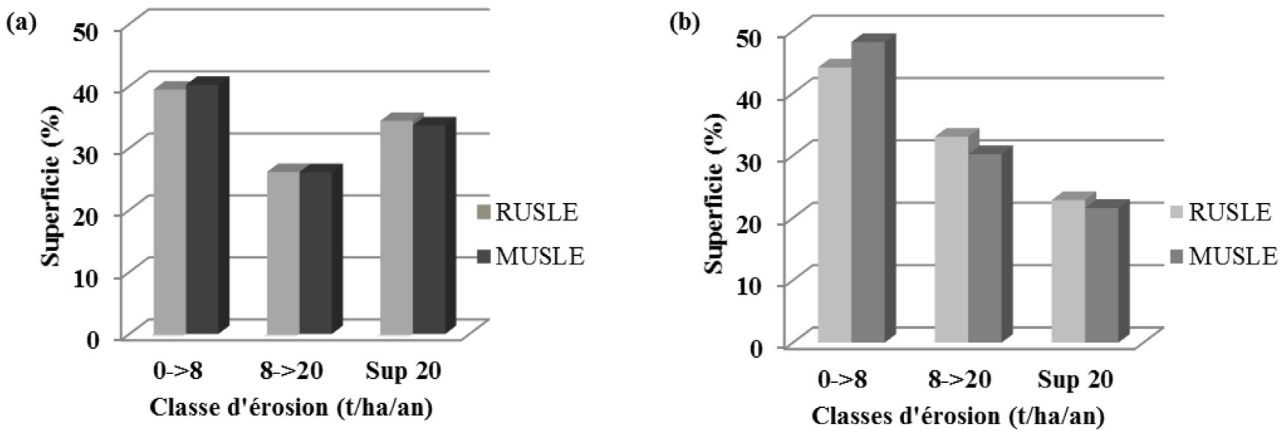 (a)
Superficie (%)
50
40
30
20
10
0
0->8 8->20 Sup 20
Classe d'érosion (t/ha/an)
RUSLE
MUSLE
(b)
Superficie (%)
50
40
30
20
10
0
0->8 8->20 Sup 20
Classes d'érosion (t/ha/an)
RUSLE
MUSLE